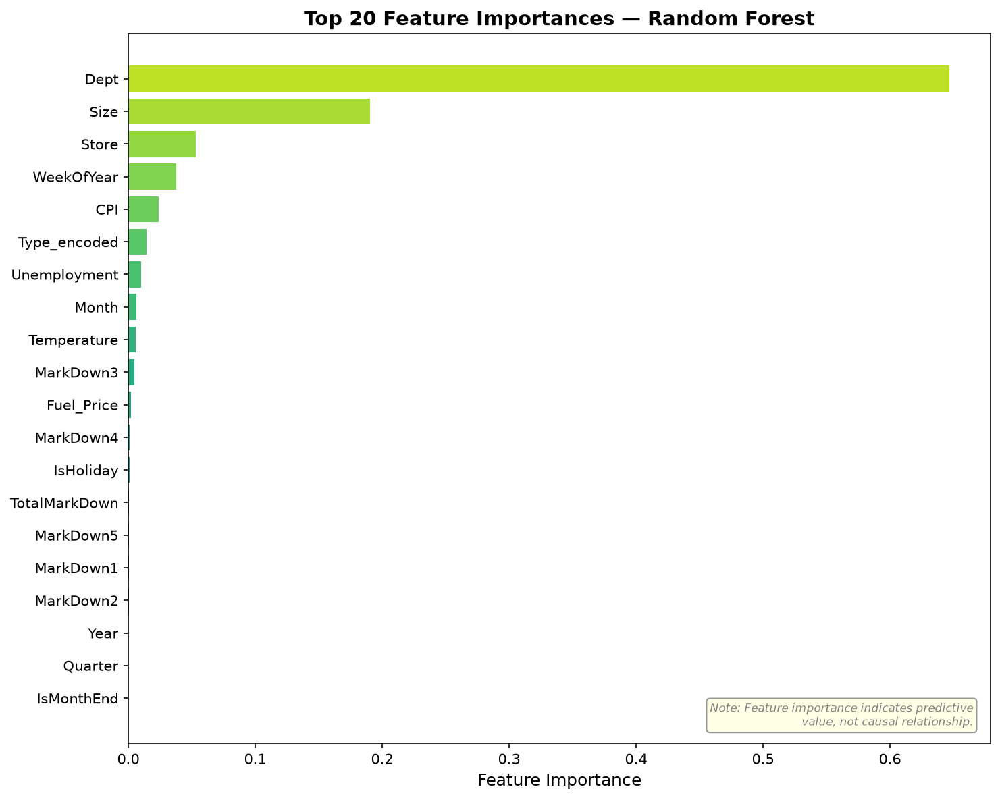 Top 20 Feature Importances — Random Forest
Dept
Size
Store
WeekOfYear
CPI
Type_encoded
Unemployment
Month
Temperature
MarkDown3
Fuel_Price
MarkDown4
IsHoliday
TotalMarkDown
MarkDown5
MarkDown1
MarkDown2
Year
Quarter
IsMonthEnd
Note: Feature importance indicates predictive
value, not causal relationship.
0.0 0.1 0.2 0.3 0.4 0.5 0.6
Feature Importance